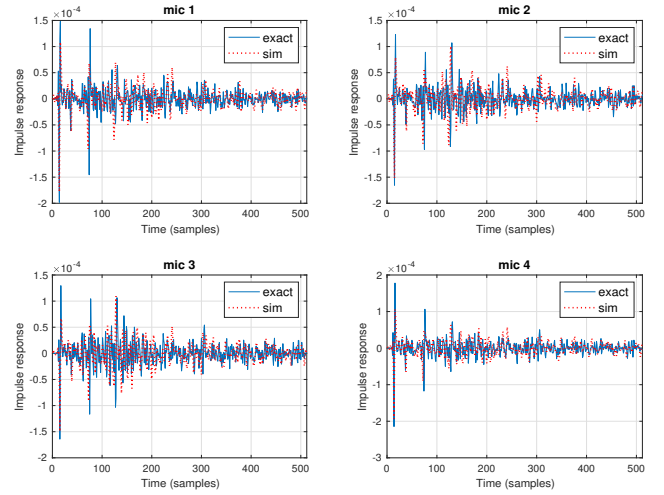 mic 1
×10⁻⁴
1.5
1
0.5
0
-0.5
-1
-1.5
-2
Impulse response
0 100 200 300 400 500
Time (samples)
exact
sim
mic 2
×10⁻⁴
1.5
1
0.5
0
-0.5
-1
-1.5
-2
Impulse response
0 100 200 300 400 500
Time (samples)
exact
sim
mic 3
×10⁻⁴
1.5
1
0.5
0
-0.5
-1
-1.5
-2
Impulse response
0 100 200 300 400 500
Time (samples)
exact
sim
mic 4
×10⁻⁴
2
1
0
-1
-2
-3
Impulse response
0 100 200 300 400 500
Time (samples)
exact
sim